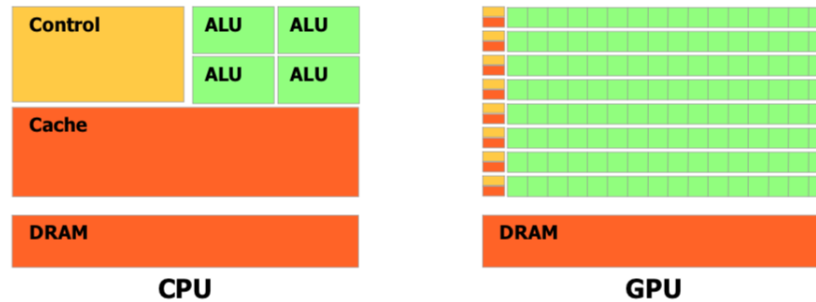 Control
ALU ALU
ALU ALU
Cache
DRAM
CPU
DRAM
GPU